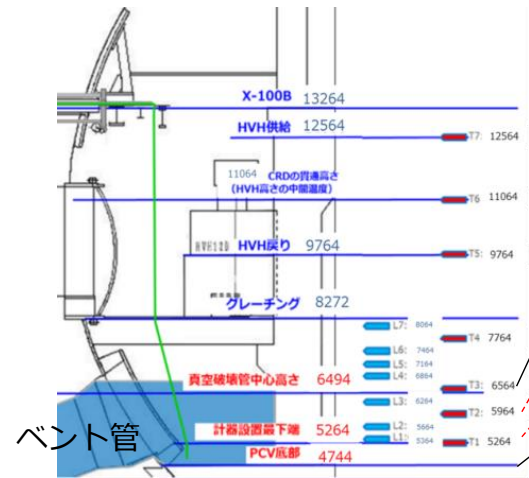 X-100B 13264
HVH供給 12564
T7: 12564
11064
CRDの貫通高さ
(HVH高さの中間温度)
T6 11064
HVH12D
HVH戻り 9764
T5: 9764
グレーチング 8272
L7: 8064
T4 7764
L6: 7464
L5: 7164
L4: 6864
真空破壊管中心高さ 6494
T3: 6564
L3: 6264
T2: 5964
ベント管
計器設置最下端 5264
L2: 5664
L1: 5364
T1 5264
PCV底部 4744